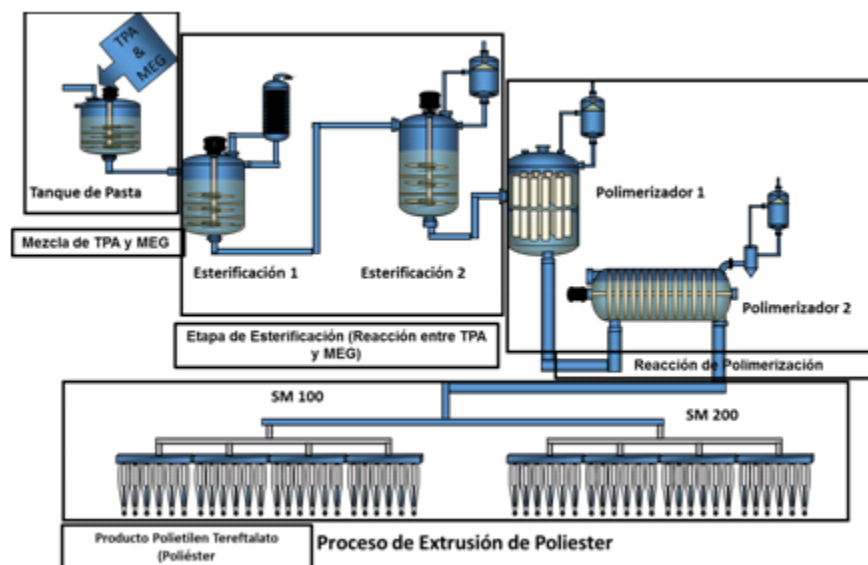 TPA
&
MEG
Tanque de Pasta
Mezcla de TPA y MEG
Esterificación 1
Esterificación 2
Etapa de Esterificación (Reacción entre TPA
y MEG)
Polimerizador 1
Polimerizador 2
Reacción de Polimerización
SM 100
SM 200
Producto Polietilen Tereftalato
(Poliéster
Proceso de Extrusión de Poliester